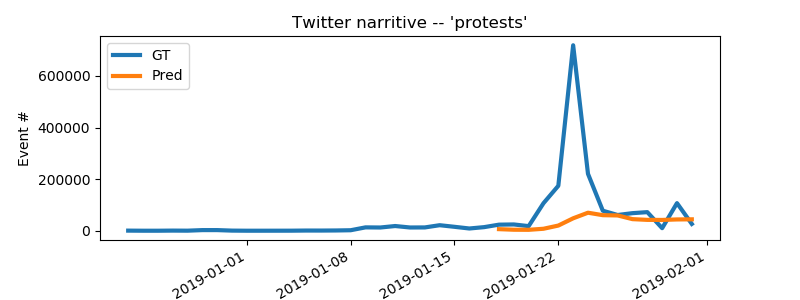 Twitter narritive -- 'protests'
GT
Pred
Event #
600000
400000
200000
0
2019-01-01
2019-01-08
2019-01-15
2019-01-22
2019-02-01